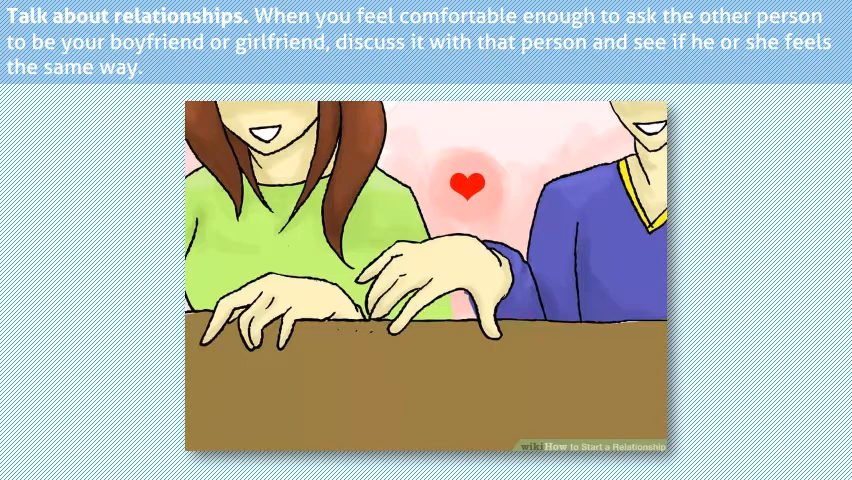 Talk about relationships. When you feel comfortable enough to ask the other person
to be your boyfriend or girlfriend, discuss it with that person and see if he or she feels
the same way.
wikiHow to Start a Relationship